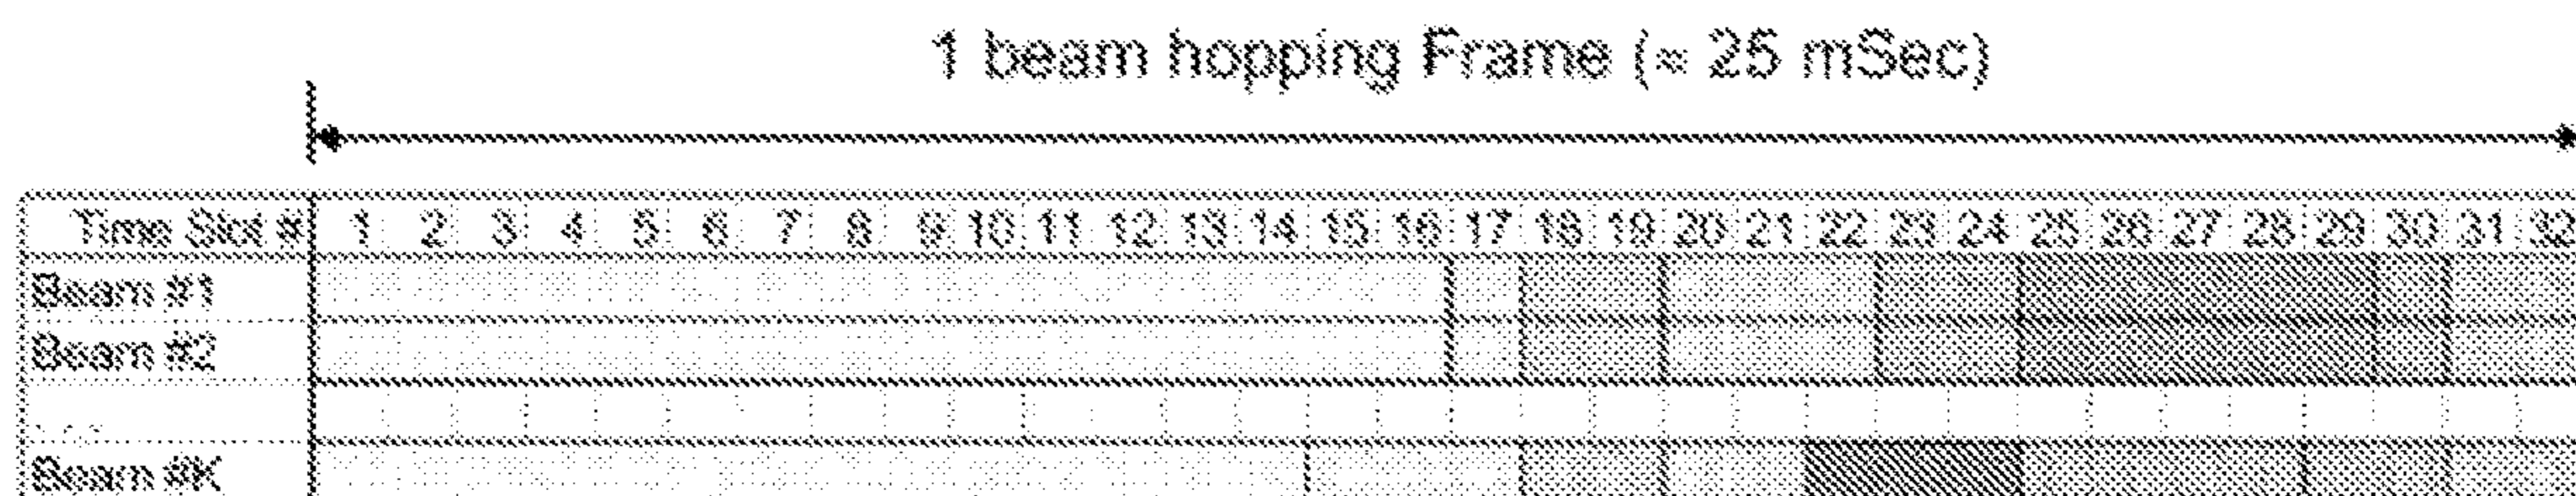 1 beam hopping Frame (≈ 25 mSec)
Time Slot # 1 2 3 4 5 6 7 8 9 10 11 12 13 14 15 16 17 18 19 20 21 22 23 24 25 26 27 28 29 30 31 32
Beam #1
Beam #2
...
Beam #K